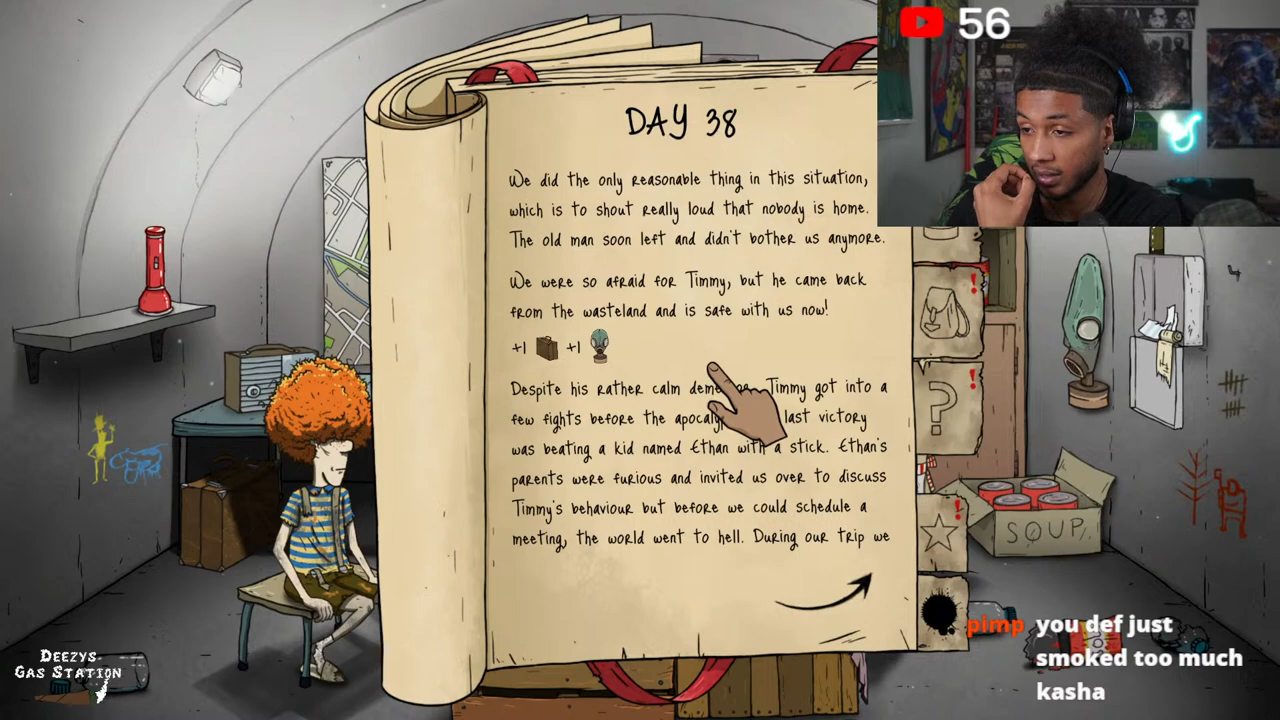 56
DAY 38
We did the only reasonable thing in this situation,
which is to shout really loud that nobody is home.
The old man soon left and didn't bother us anymore.
We were so afraid for Timmy, but he came back
from the wasteland and is safe with us now!
+1 +1
Despite his rather calm Timmy got into a
few fights before the last victory
was beating a kid named Ethan with a stick. Ethan's
parents were furious and invited us over to discuss
Timmy's behaviour but before we could schedule a
meeting, the world went to hell. During our trip we
SOUP
DEEZYS
GAS STATION
pimp you def just
smoked too much
kasha